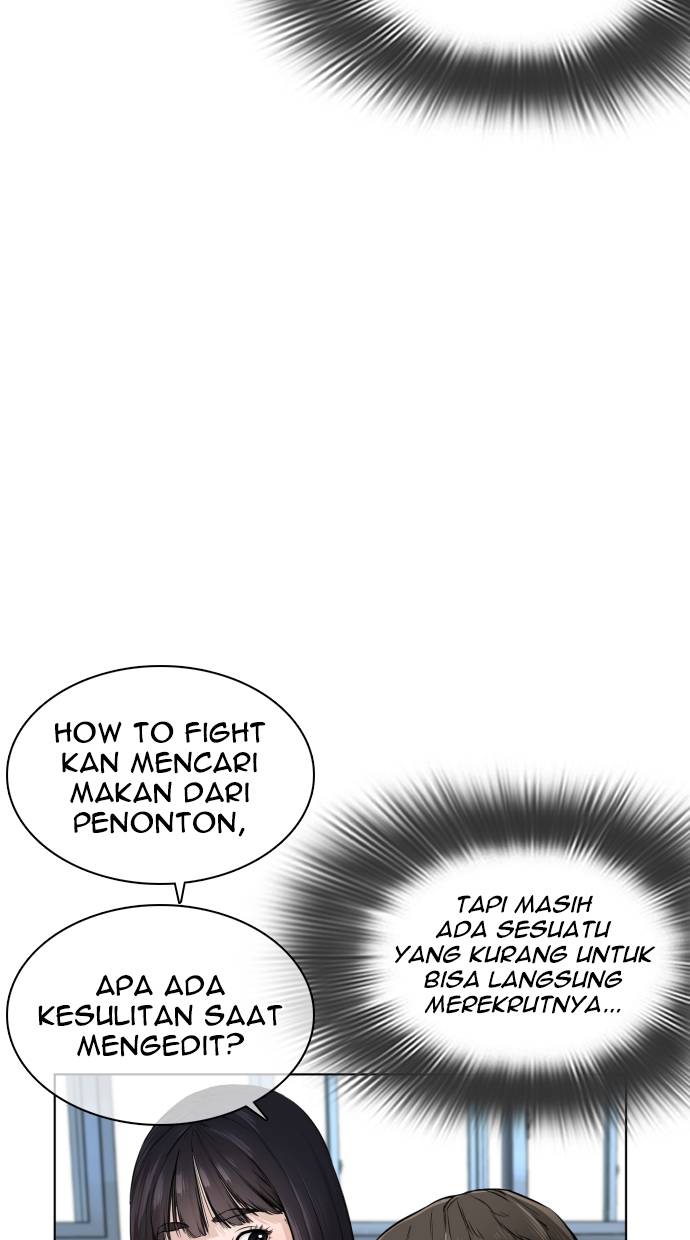 HOW TO FIGHT
KAN MENCARI
MAKAN DARI
PENONTON,
APA ADA
KESULITAN SAAT
MENGEDIT?
TAPI MASIH
ADA SESUATU
YANG KURANG UNTUK
BISA LANGSUNG
MEREKRUTNYA...